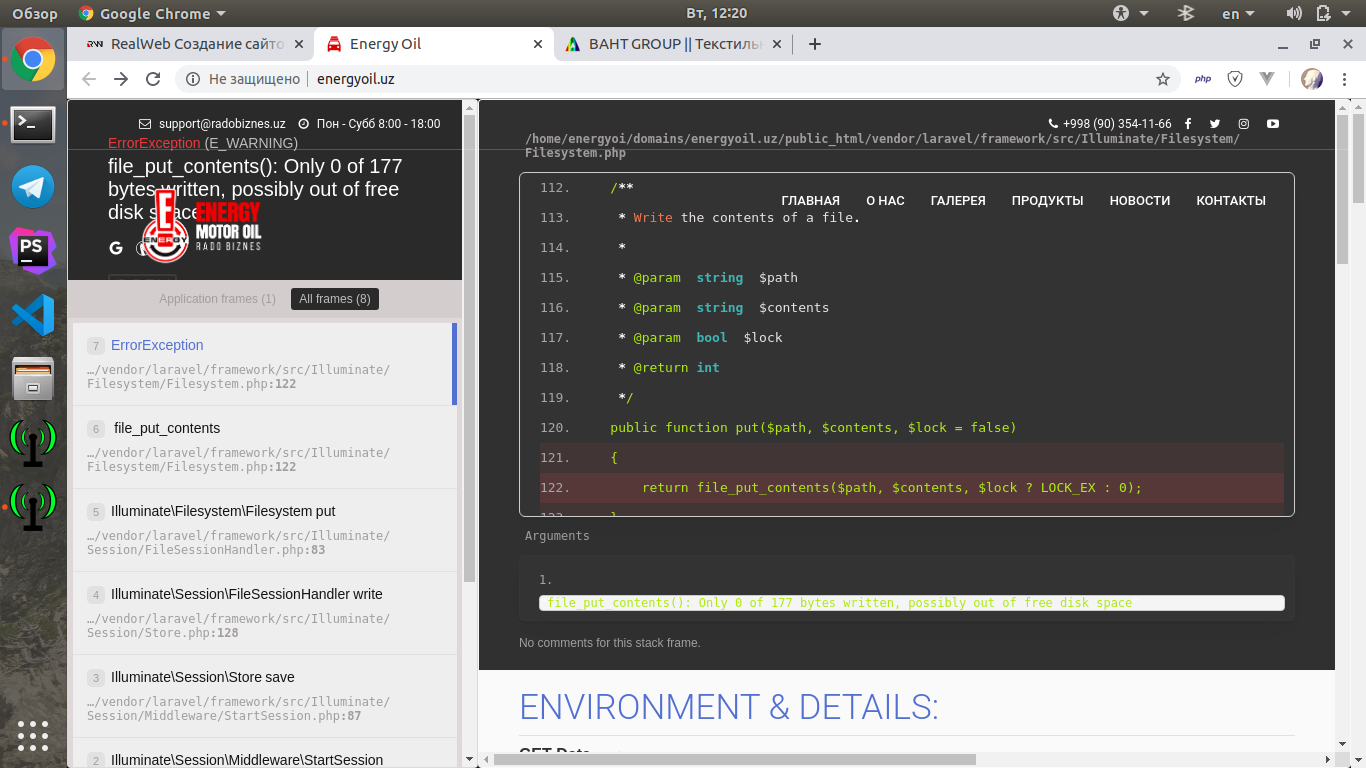 Обзор
Google Chrome
Вт, 12:20
en
RW RealWeb Создание сайто
Energy Oil
BAHT GROUP || Текстиль
Не защищено
energyoil.uz
php
support@radobiznes.uz
Пон - Субб 8:00 - 18:00
ErrorException (E_WARNING)
file_put_contents(): Only 0 of 177
bytes written, possibly out of free
disk space
ENERGY
MOTOR OIL
RADO BIZNES
ENERGY
Application frames (1)
All frames (8)
7 ErrorException
…/vendor/laravel/framework/src/Illuminate/
Filesystem/Filesystem.php:122
6 file_put_contents
…/vendor/laravel/framework/src/Illuminate/
Filesystem/Filesystem.php:122
5 Illuminate\Filesystem\Filesystem put
…/vendor/laravel/framework/src/Illuminate/
Session/FileSessionHandler.php:83
4 Illuminate\Session\FileSessionHandler write
…/vendor/laravel/framework/src/Illuminate/
Session/Store.php:128
3 Illuminate\Session\Store save
…/vendor/laravel/framework/src/Illuminate/
Session/Middleware/StartSession.php:87
2 Illuminate\Session\Middleware\StartSession
+998 (90) 354-11-66
/home/energyoi/domains/energyoil.uz/public_html/vendor/laravel/framework/src/Illuminate/Filesystem/
Filesystem.php
ГЛАВНАЯ О НАС ГАЛЕРЕЯ ПРОДУКТЫ НОВОСТИ КОНТАКТЫ
112. /**
113. * Write the contents of a file.
114. *
115. * @param  string  $path
116. * @param  string  $contents
117. * @param  bool  $lock
118. * @return int
119. */
120. public function put($path, $contents, $lock = false)
121. {
122. return file_put_contents($path, $contents, $lock ? LOCK_EX : 0);
123. }
Arguments
1.
file_put_contents(): Only 0 of 177 bytes written, possibly out of free disk space
No comments for this stack frame.
ENVIRONMENT & DETAILS:
GET Data
PS